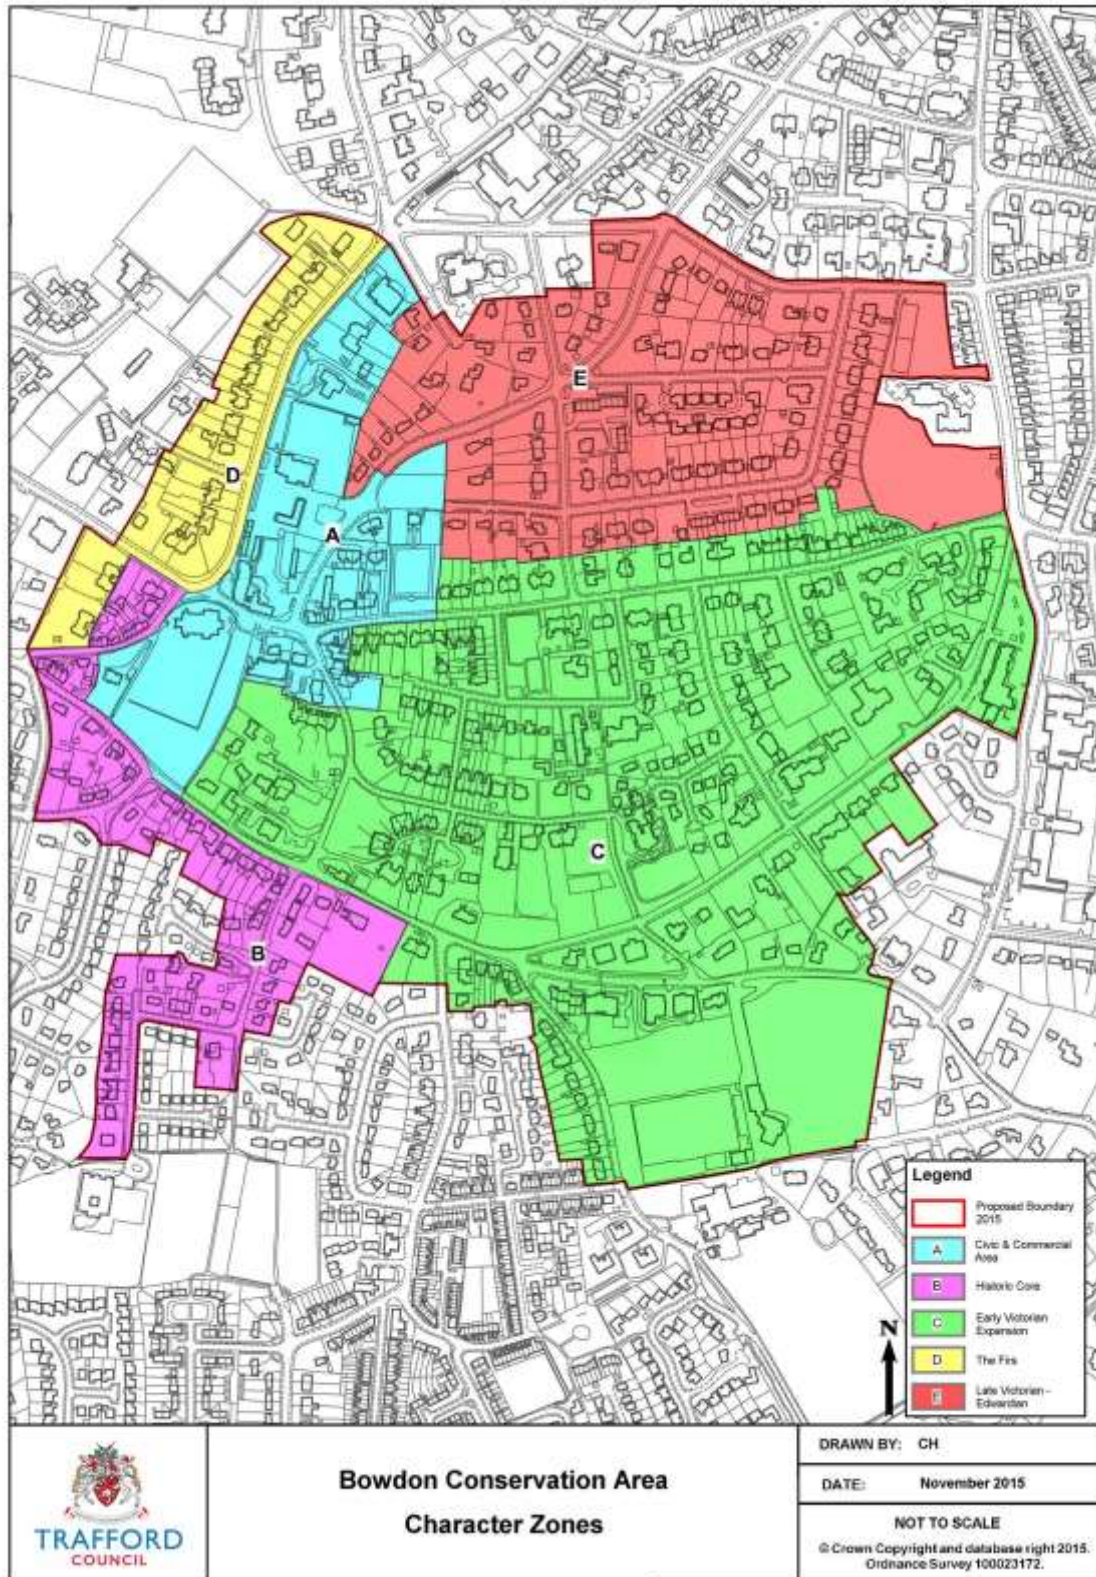 E
D
A
C
B
Legend
Proposed Boundary
2015
A
Civic & Commercial
Area
B
Historic Core
C
Early Victorian
Expansion
D
The Firs
E
Late Victorian -
Edwardian
N
TRAFFORD
COUNCIL
Bowdon Conservation Area
Character Zones
DRAWN BY: CH
DATE: November 2015
NOT TO SCALE
© Crown Copyright and database right 2015.
Ordnance Survey 100023172.